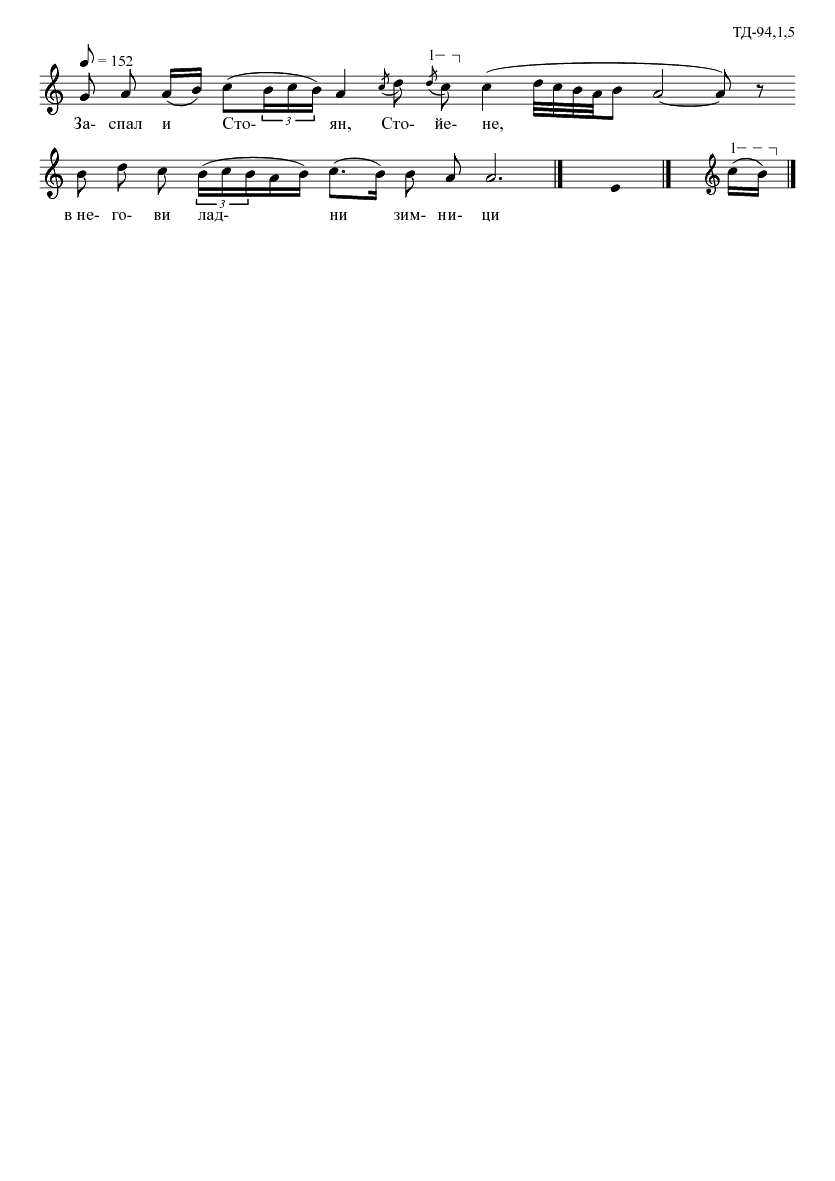 ТД-94,1,5
= 152
1
За- спал и Сто- 3 ян, Сто- йе- не,
1
в не- го- ви лад- 3 ни зим- ни- ци